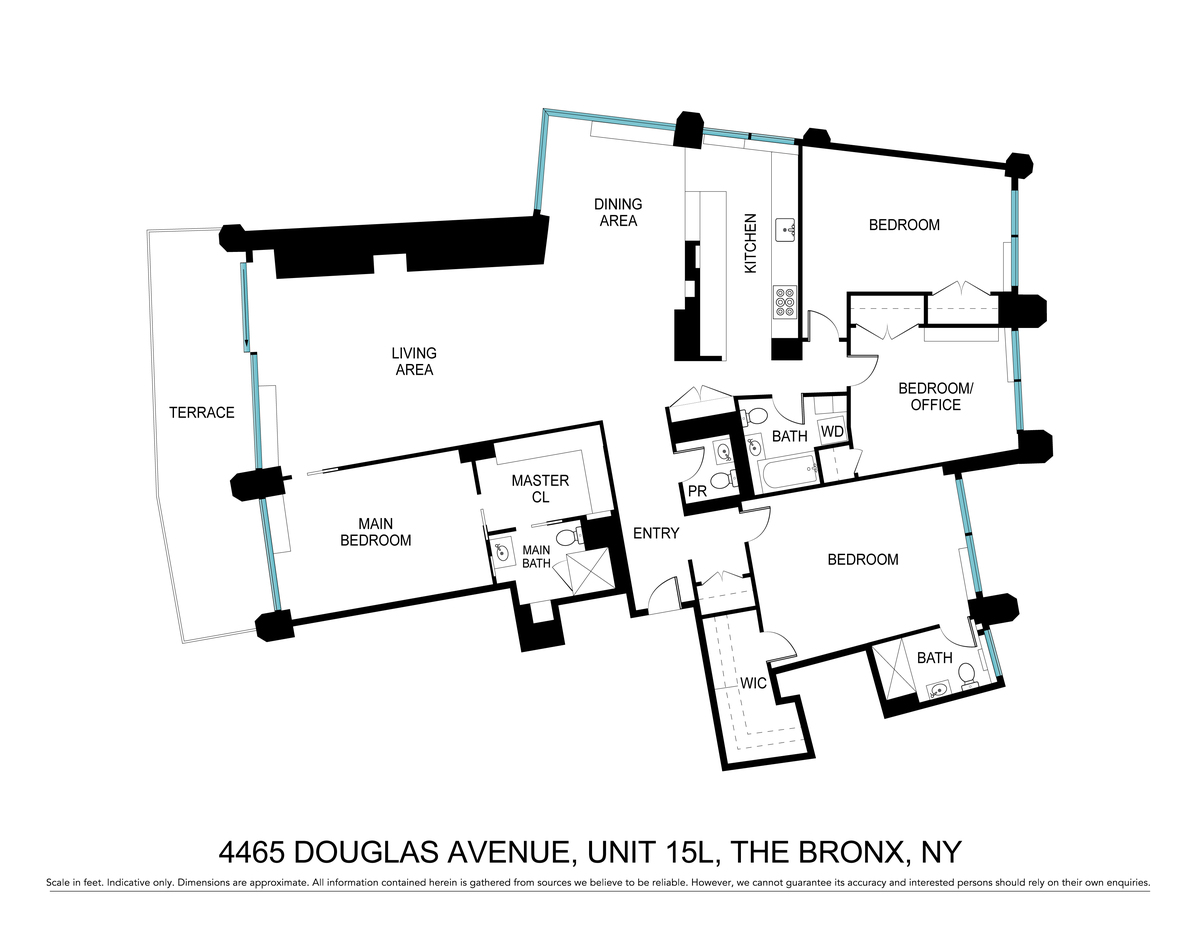 DINING
AREA
KITCHEN
BEDROOM
LIVING
AREA
TERRACE
BEDROOM/
OFFICE
BATH
WD
MASTER
CL
PR
MAIN
BEDROOM
MAIN
BATH
ENTRY
BEDROOM
BATH
WIC
4465 DOUGLAS AVENUE, UNIT 15L, THE BRONX, NY
Scale in feet. Indicative only. Dimensions are approximate. All information contained herein is gathered from sources we believe to be reliable. However, we cannot guarantee its accuracy and interested persons should rely on their own enquiries.